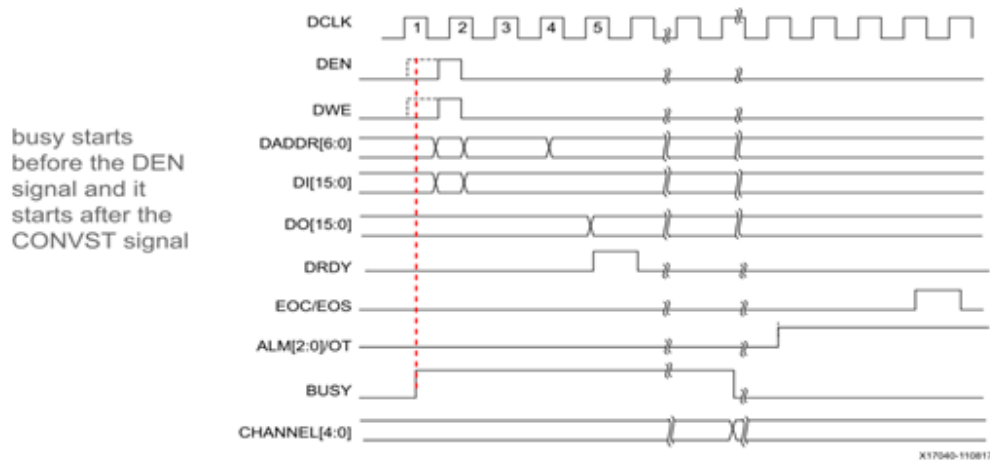 DCLK
1 2 3 4 5
DEN
DWE
busy starts
before the DEN
signal and it
starts after the
CONVST signal
DADDR[6:0]
DI[15:0]
DO[15:0]
DRDY
EOC/EOS
ALM[2:0]/OT
BUSY
CHANNEL[4:0]
X17040-110817